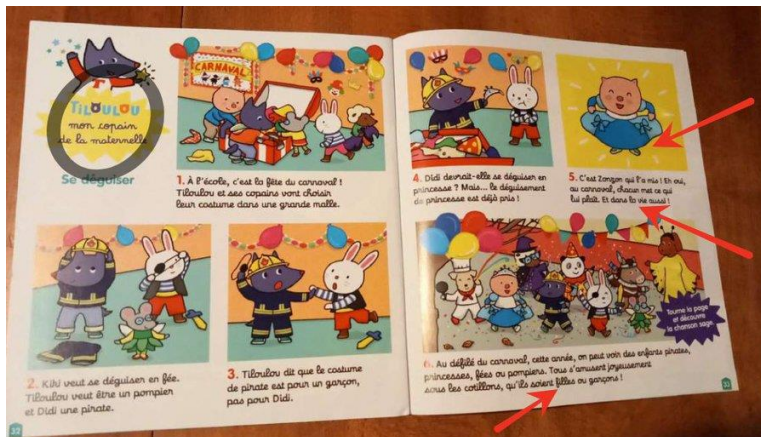 TILOULOU
mon copain
de la maternelle
Se déguiser
CARNAVAL
1. À l'école, c'est la fête du carnaval !
Tiloulou et ses copains vont choisir
leur costume dans une grande malle.
2. Kiki veut se déguiser en fée.
Tiloulou veut être un pompier
et Didi une pirate.
3. Tiloulou dit que le costume
de pirate est pour un garçon,
pas pour Didi.
32
4. Didi devrait-elle se déguiser en
princesse ? Mais... le déguisement
de princesse est déjà pris !
5. C'est Zonzon qui l'a mis ! Eh oui,
au carnaval, chacun met ce qui
lui plaît. Et dans la vie aussi !
Tourne la page
et découvre
la chanson sage.
6. Au défilé du carnaval, cette année, on peut voir des enfants pirates,
princesses, fées ou pompiers. Tous s'amusent joyeusement
sous les cotillons, qu'ils soient filles ou garçons !
33